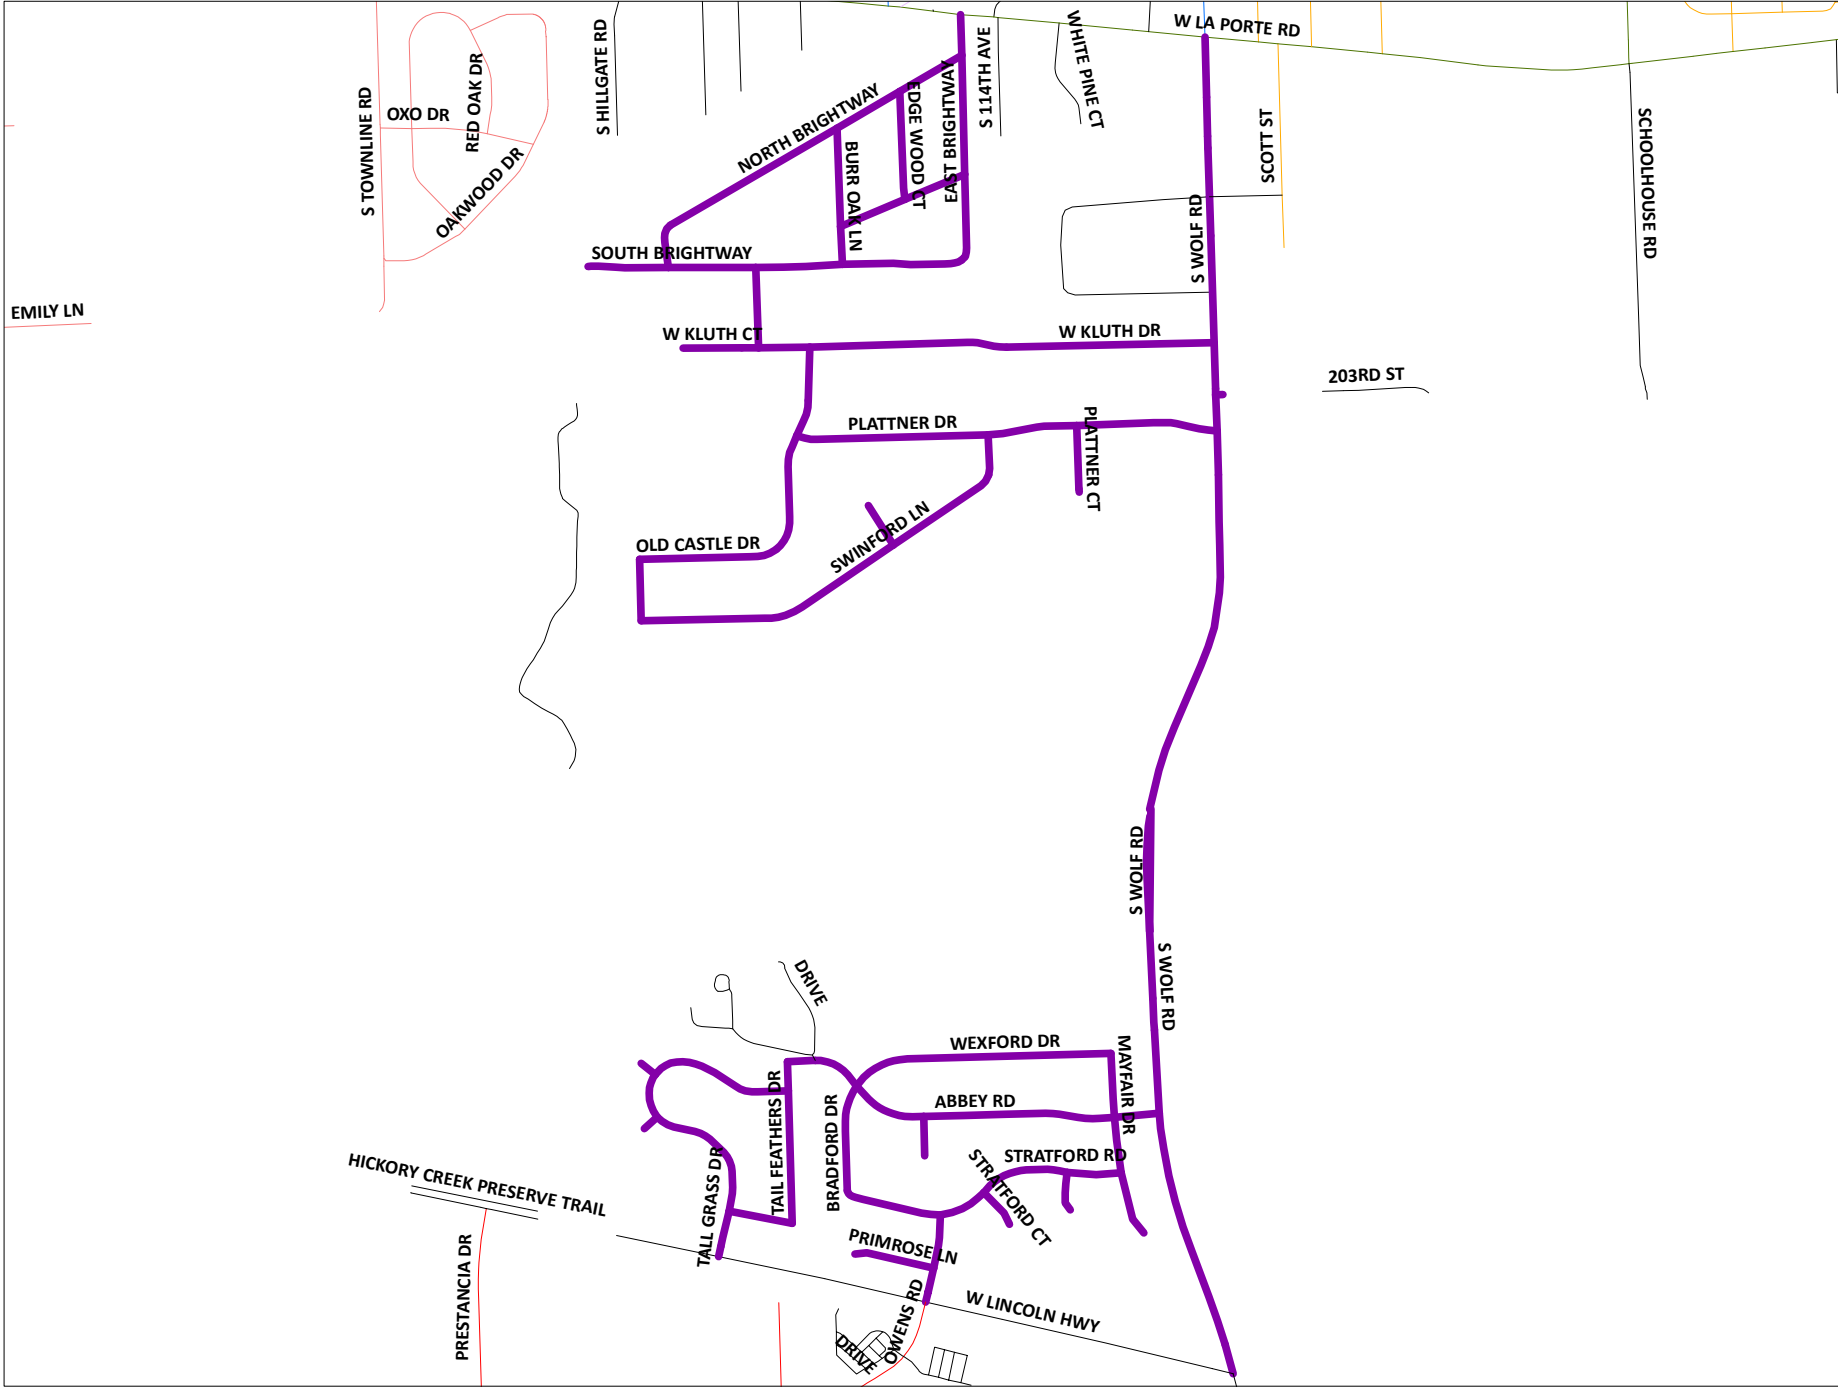 W LA PORTE RD
S HILLGATE RD
S 114TH AVE
WHITE PINE CT
RED OAK DR
OXO DR
S TOWNLINE RD
OAKWOOD DR
NORTH BRIGHTWAY
EDGE WOOD CT
EAST BRIGHTWAY
BURR OAK LN
SCOTT ST
SCHOOLHOUSE RD
S WOLF RD
SOUTH BRIGHTWAY
EMILY LN
W KLUTH CT
W KLUTH DR
203RD ST
PLATTNER DR
PLATTNER CT
SWINFORD LN
OLD CASTLE DR
S WOLF RD
S WOLF RD
DRIVE
WEXFORD DR
MAYFAIR DR
ABBEY RD
TAIL FEATHERS DR
BRADFORD DR
STRATFORD RD
STRATFORD CT
HICKORY CREEK PRESERVE TRAIL
TALL GRASS DR
PRIMROSE LN
PRESTANCIA DR
OWENS RD
W LINCOLN HWY
DRIVE